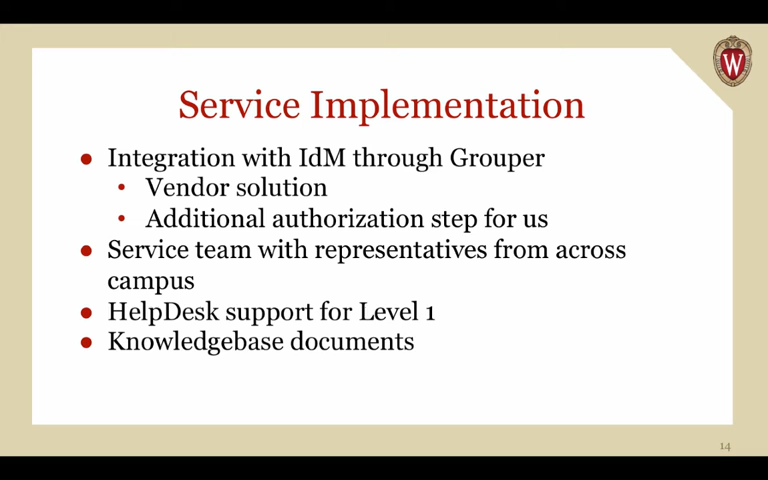 W
Service Implementation
● Integration with IdM through Grouper
• Vendor solution
• Additional authorization step for us
● Service team with representatives from across
campus
● HelpDesk support for Level 1
● Knowledgebase documents
14